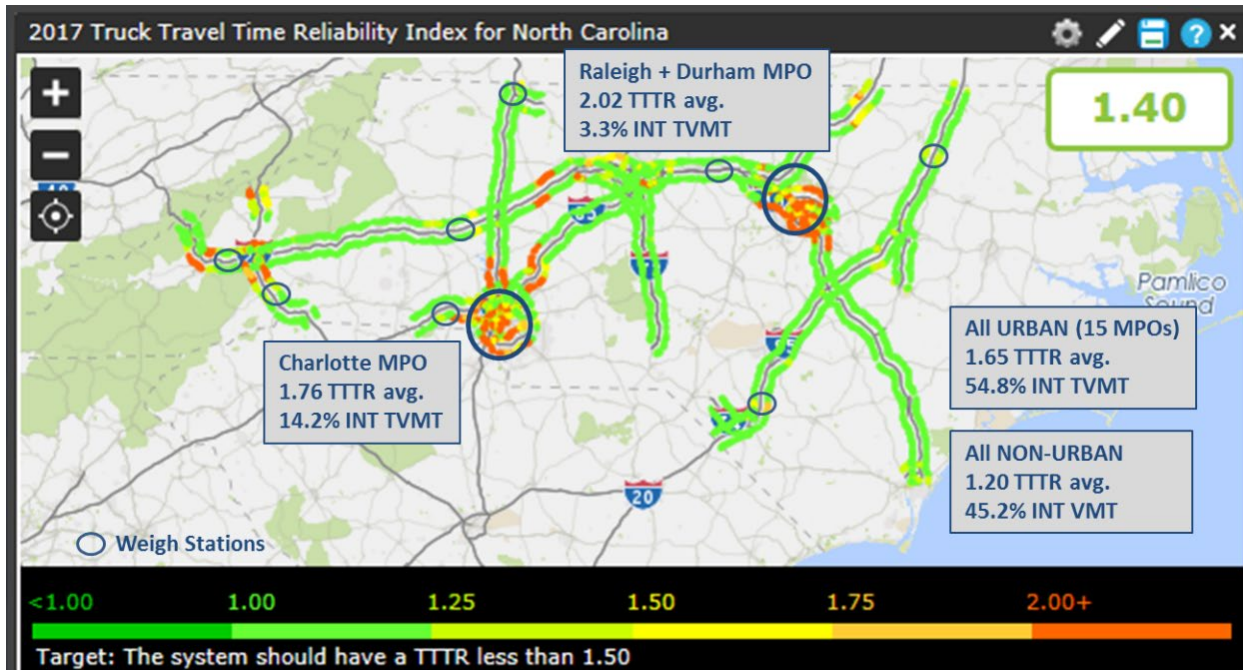 2017 Truck Travel Time Reliability Index for North Carolina
?
×
+
−
Raleigh + Durham MPO
2.02 TTTR avg.
3.3% INT TVMT
1.40
Charlotte MPO
1.76 TTTR avg.
14.2% INT TVMT
Pamlico
Sound
All URBAN (15 MPOs)
1.65 TTTR avg.
54.8% INT TVMT
All NON-URBAN
1.20 TTTR avg.
45.2% INT VMT
20
Weigh Stations
<1.00 1.00 1.25 1.50 1.75 2.00+
Target: The system should have a TTTR less than 1.50